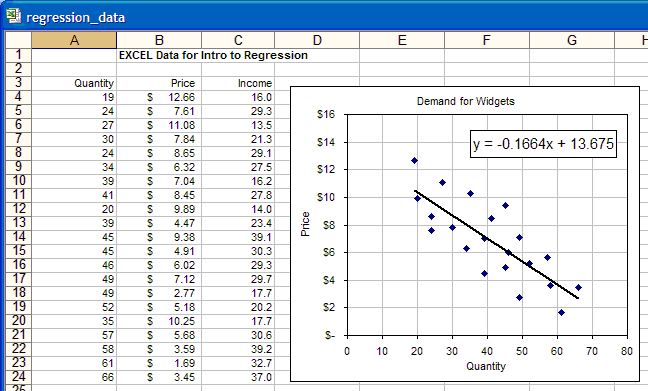 regression_data
A B C D E F G H
1 EXCEL Data for Intro to Regression
2
3 Quantity Price Income
4 19 $ 12.66 16.0
5 24 $ 7.61 29.3
6 27 $ 11.08 13.5
7 30 $ 7.84 21.3
8 24 $ 8.65 29.1
9 34 $ 6.32 27.5
10 39 $ 7.04 16.2
11 41 $ 8.45 27.8
12 20 $ 9.89 14.0
13 39 $ 4.47 23.4
14 45 $ 9.38 39.1
15 45 $ 4.91 30.3
16 46 $ 6.02 29.3
17 49 $ 7.12 29.7
18 49 $ 2.77 17.7
19 52 $ 5.18 20.2
20 35 $ 10.25 17.7
21 57 $ 5.68 30.6
22 58 $ 3.59 39.2
23 61 $ 1.69 32.7
24 66 $ 3.45 37.0
25
Demand for Widgets
y = -0.1664x + 13.675
$16
$14
$12
$10
$8
$6
$4
$2
$-
Price
0 10 20 30 40 50 60 70 80
Quantity